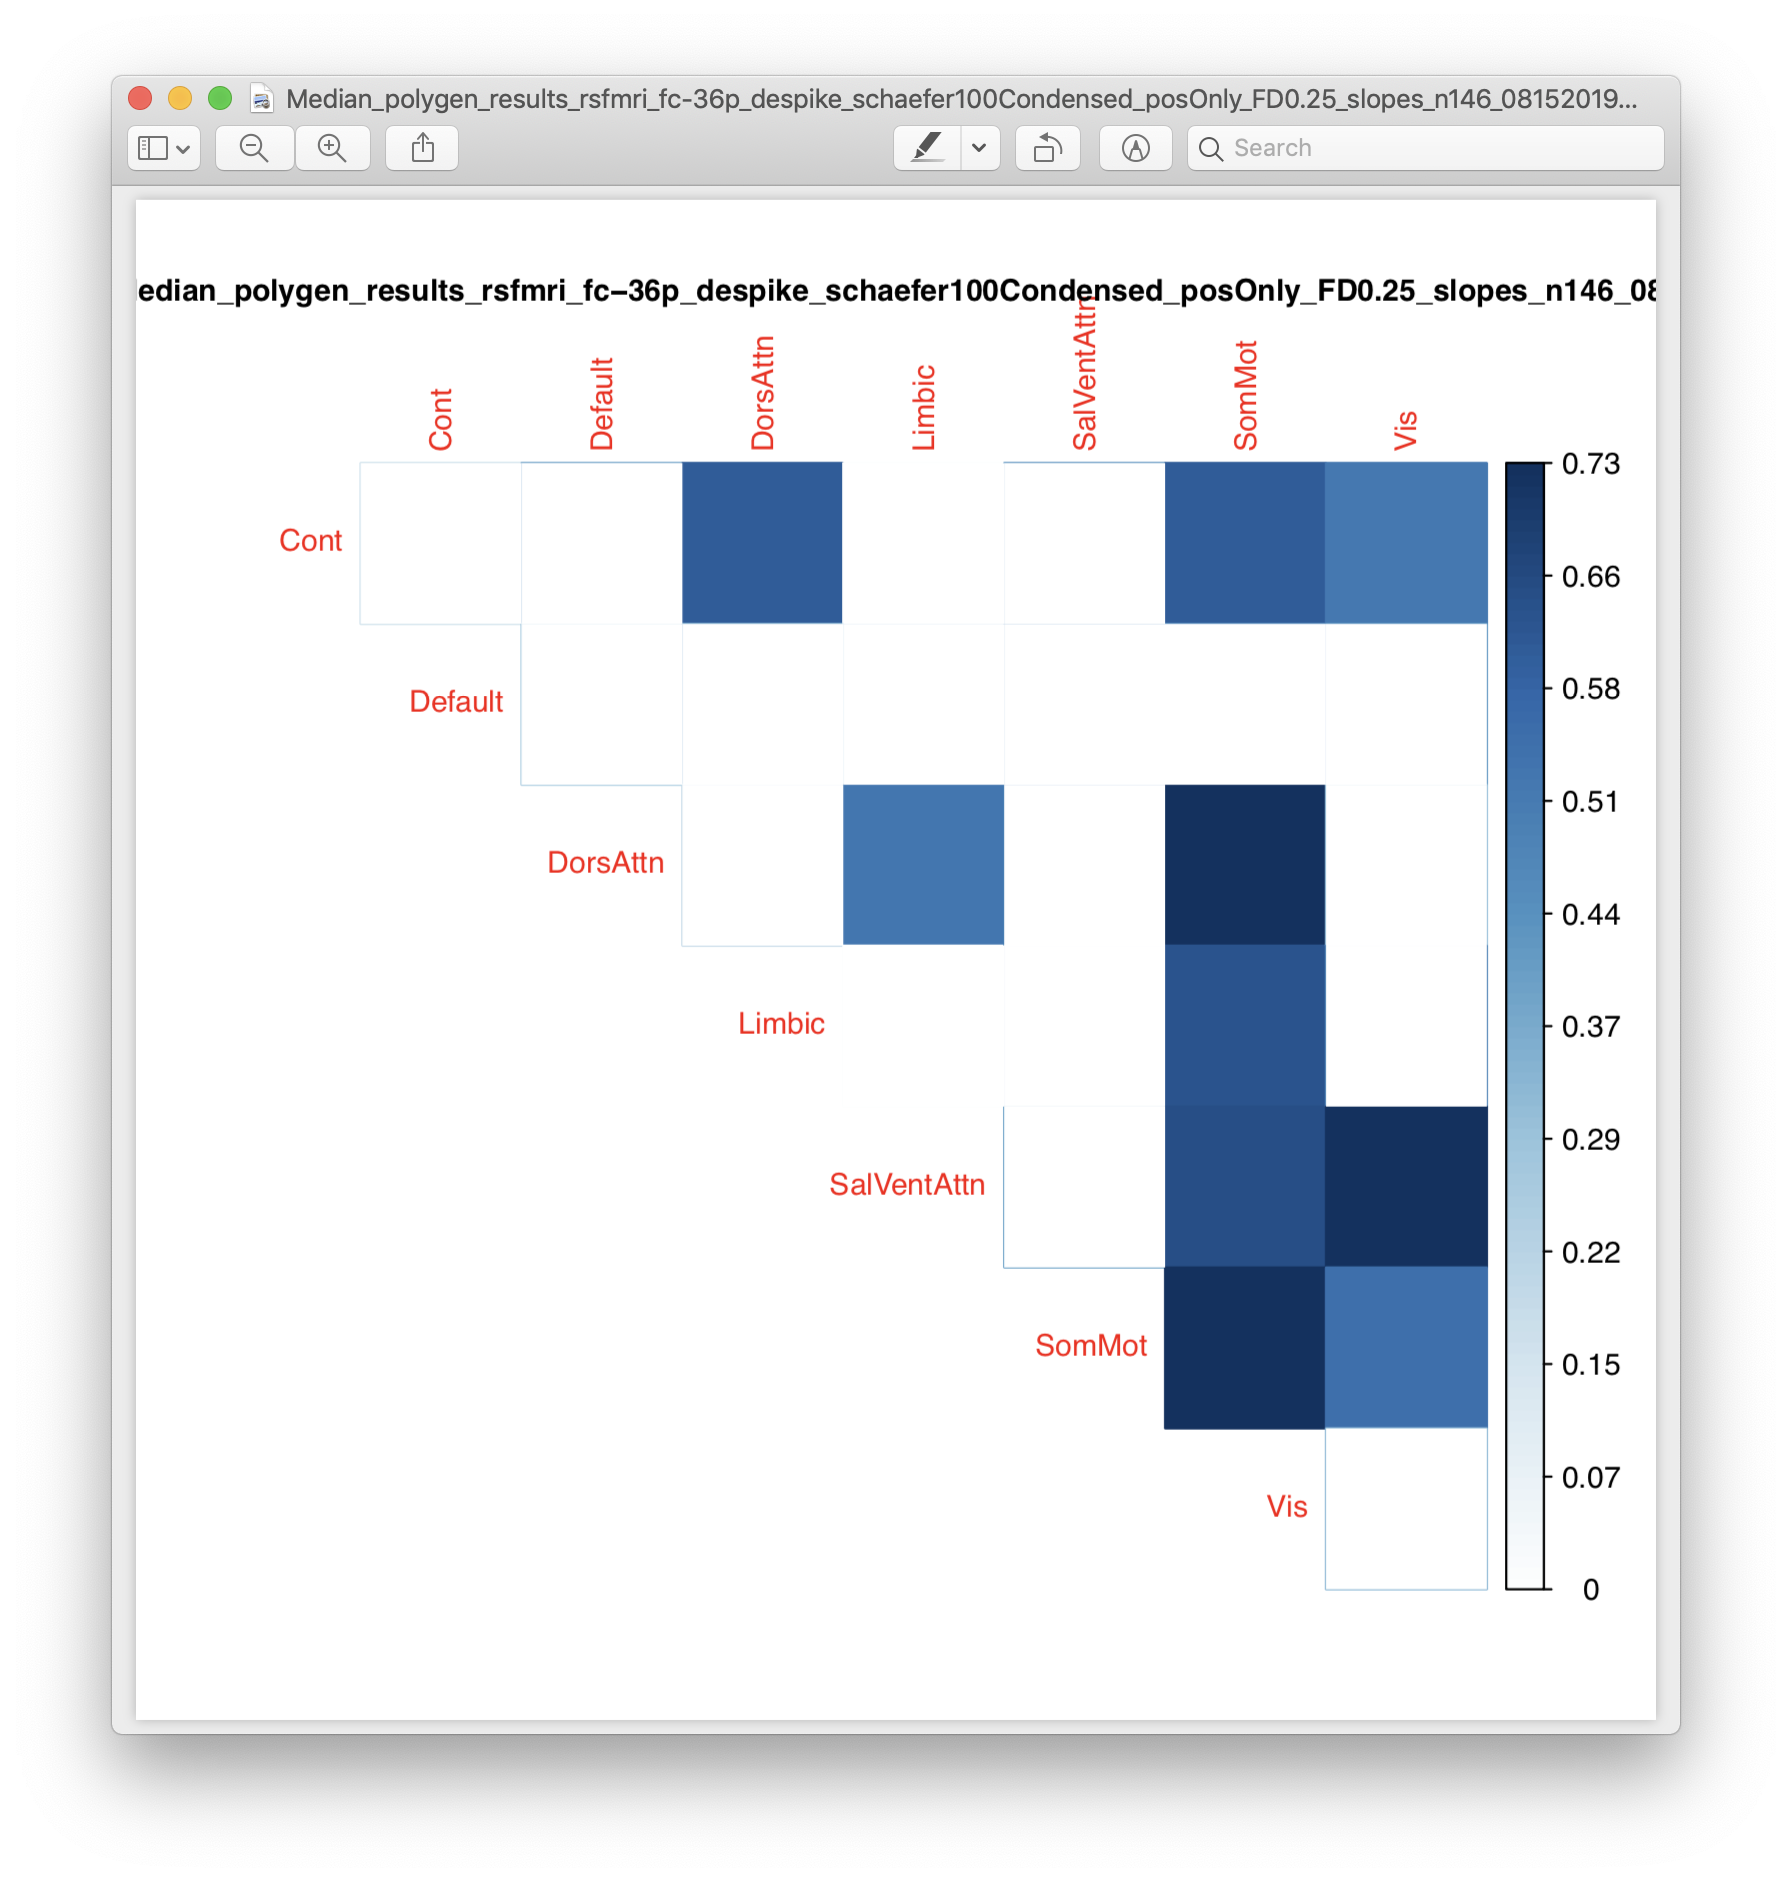 Median_polygen_results_rsfmri_fc-36p_despike_schaefer100Condensed_posOnly_FD0.25_slopes_n146_08152019...
Search
edian_polygen_results_rsfmri_fc-36p_despike_schaefer100Condensed_posOnly_FD0.25_slopes_n146_08
Cont
Default
DorsAttn
Limbic
SalVentAttn
SomMot
Vis
Cont
Default
DorsAttn
Limbic
SalVentAttn
SomMot
Vis
0.73
0.66
0.58
0.51
0.44
0.37
0.29
0.22
0.15
0.07
0